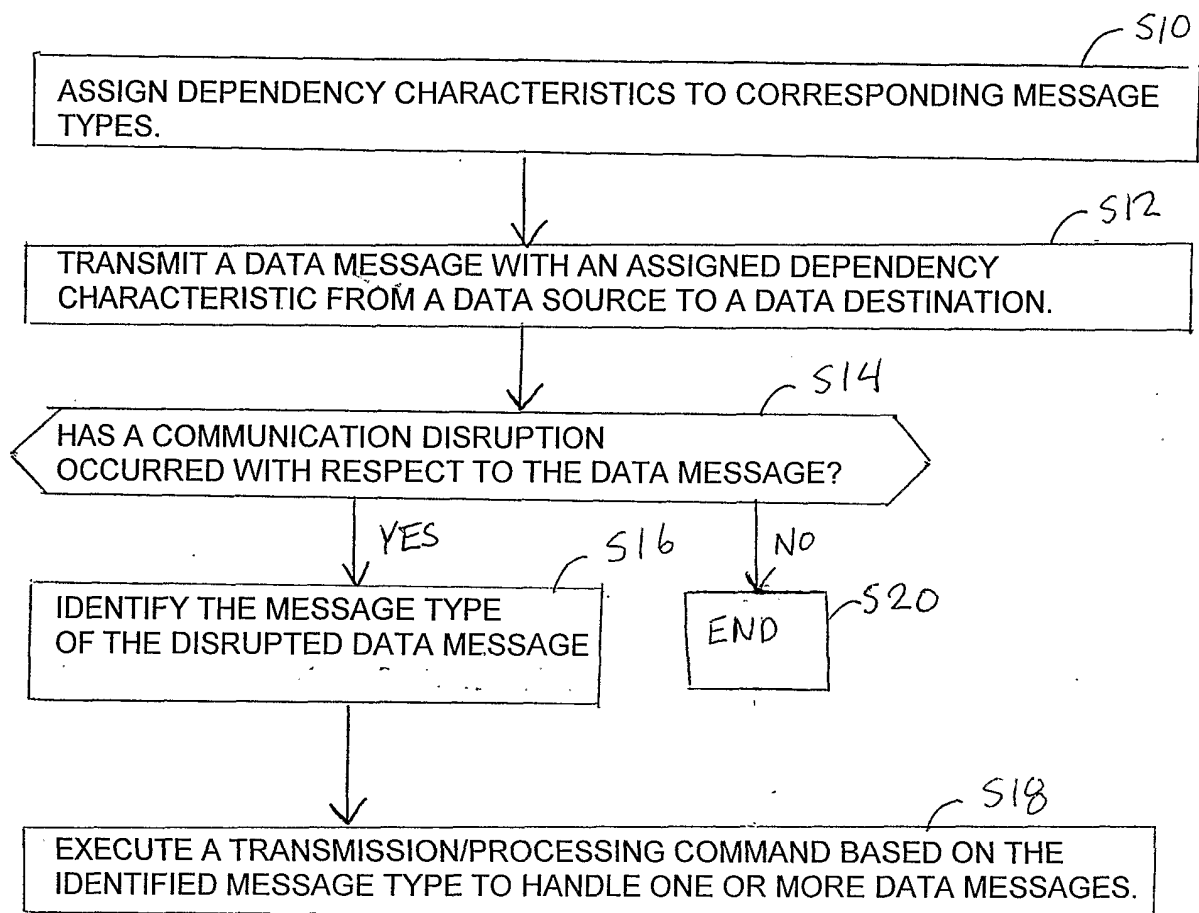 S10
ASSIGN DEPENDENCY CHARACTERISTICS TO CORRESPONDING MESSAGE
TYPES.
S12
TRANSMIT A DATA MESSAGE WITH AN ASSIGNED DEPENDENCY
CHARACTERISTIC FROM A DATA SOURCE TO A DATA DESTINATION.
S14
HAS A COMMUNICATION DISRUPTION
OCCURRED WITH RESPECT TO THE DATA MESSAGE?
YES
NO
S16
IDENTIFY THE MESSAGE TYPE
OF THE DISRUPTED DATA MESSAGE
S20
END
S18
EXECUTE A TRANSMISSION/PROCESSING COMMAND BASED ON THE
IDENTIFIED MESSAGE TYPE TO HANDLE ONE OR MORE DATA MESSAGES.